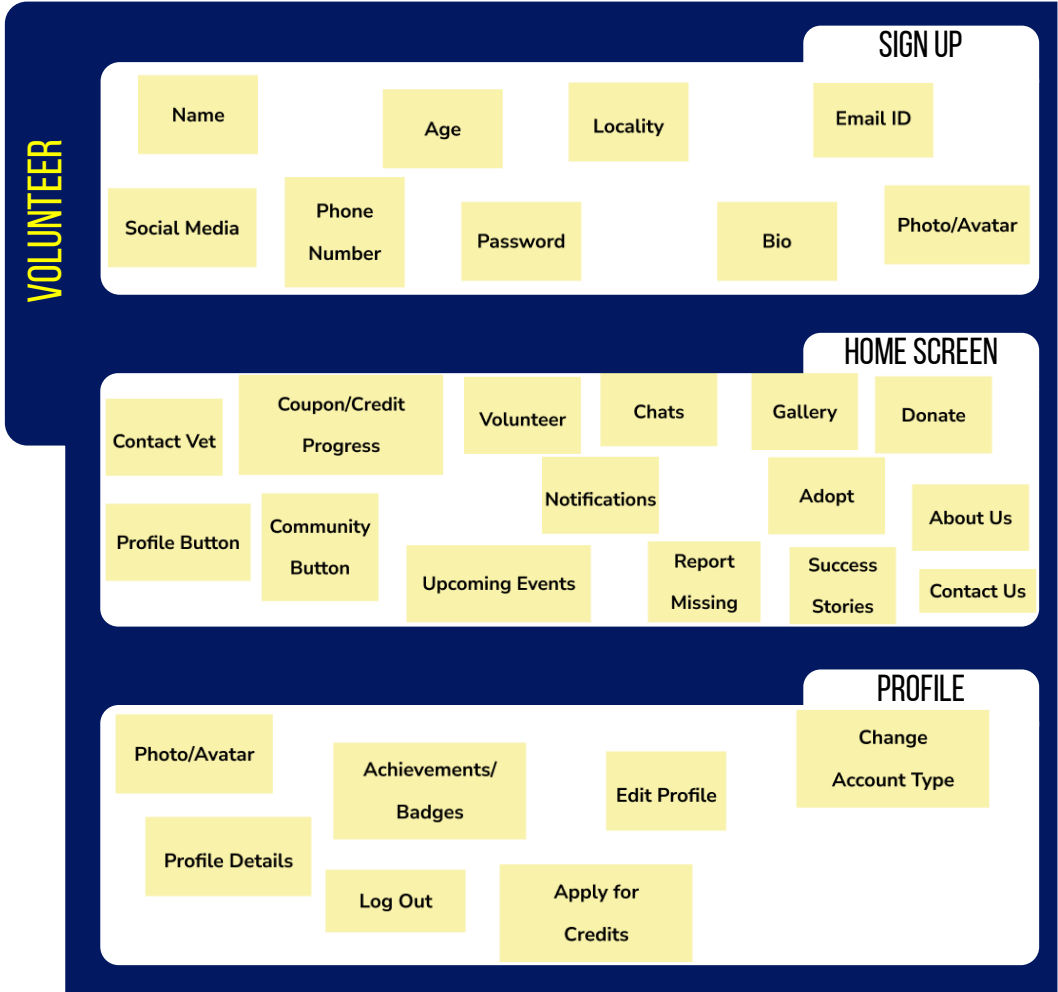 VOLUNTEER
SIGN UP
Name
Age
Locality
Email ID
Social Media
Phone
Number
Password
Bio
Photo/Avatar
HOME SCREEN
Contact Vet
Coupon/Credit
Progress
Volunteer
Chats
Gallery
Donate
Profile Button
Community
Button
Notifications
Adopt
About Us
Upcoming Events
Report
Missing
Success
Stories
Contact Us
PROFILE
Photo/Avatar
Achievements/
Badges
Edit Profile
Change
Account Type
Profile Details
Log Out
Apply for
Credits